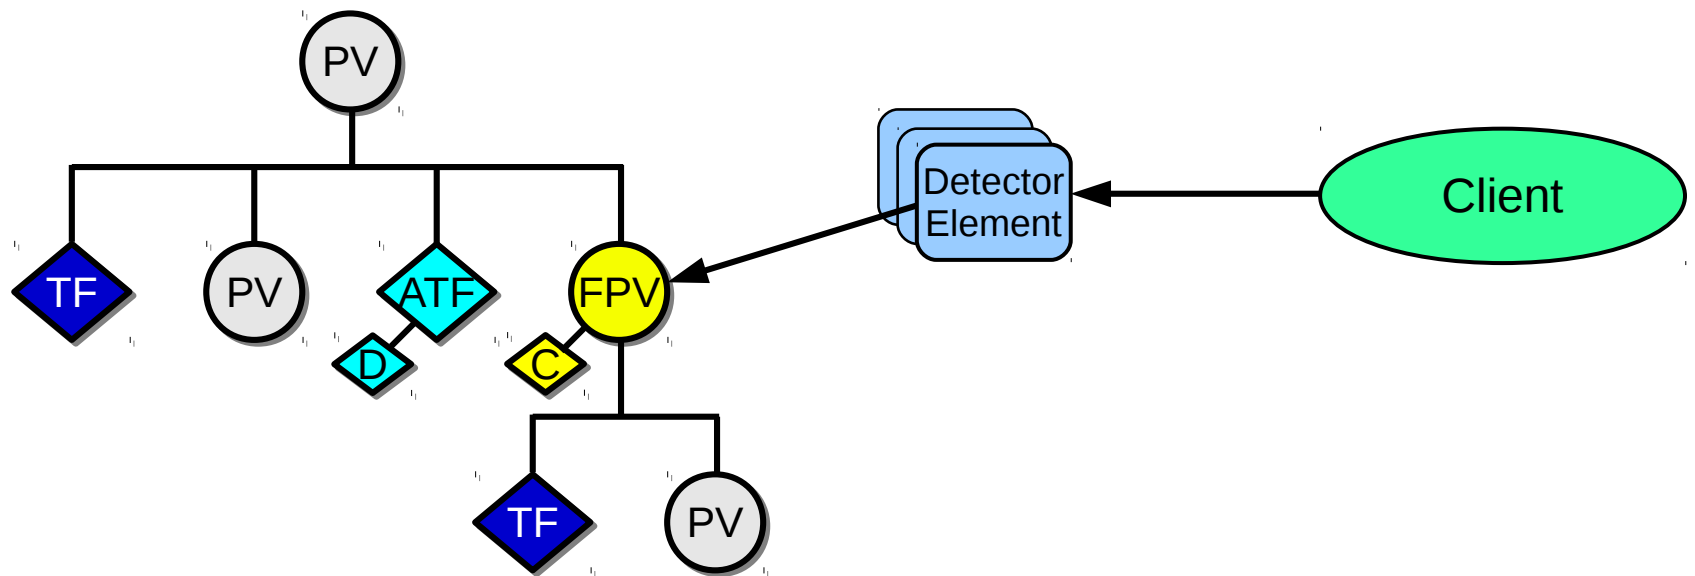 PV
Detector
Element
Client
TF
PV
ATF
FPV
D
C
TF
PV